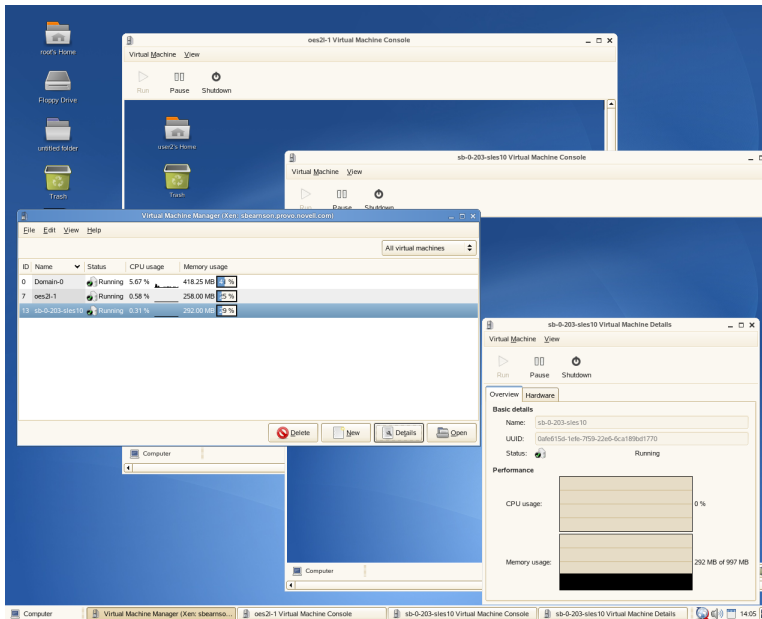 root's Home
Floppy Drive
untitled folder
Trash
oes2l-1 Virtual Machine Console
Virtual Machine View
Run Pause Shutdown
user2's Home
Trash
sb-0-203-sles10 Virtual Machine Console
Virtual Machine View
Run Pause Shutdown
Virtual Machine Manager (Xen: sbearnson.provo.novell.com)
File Edit View Help
All virtual machines
ID Name Status CPU usage Memory usage
0 Domain-0 Running 5.67 % 418.25 MB %
7 oes2l-1 Running 0.58 % 258.00 MB %
13 sb-0-203-sles10 Running 0.31 % 292.00 MB %
Delete New Details Open
Computer
Computer
sb-0-203-sles10 Virtual Machine Details
Virtual Machine View
Run Pause Shutdown
Overview Hardware
Basic details
Name: sb-0-203-sles10
UUID: 0afe615d-1efe-7f59-22e6-6ca189bd1770
Status: Running
Performance
CPU usage: 0 %
Memory usage: 292 MB of 997 MB
Computer Virtual Machine Manager (Xen: sbearnso... oes2l-1 Virtual Machine Console sb-0-203-sles10 Virtual Machine Console sb-0-203-sles10 Virtual Machine Details 14:05